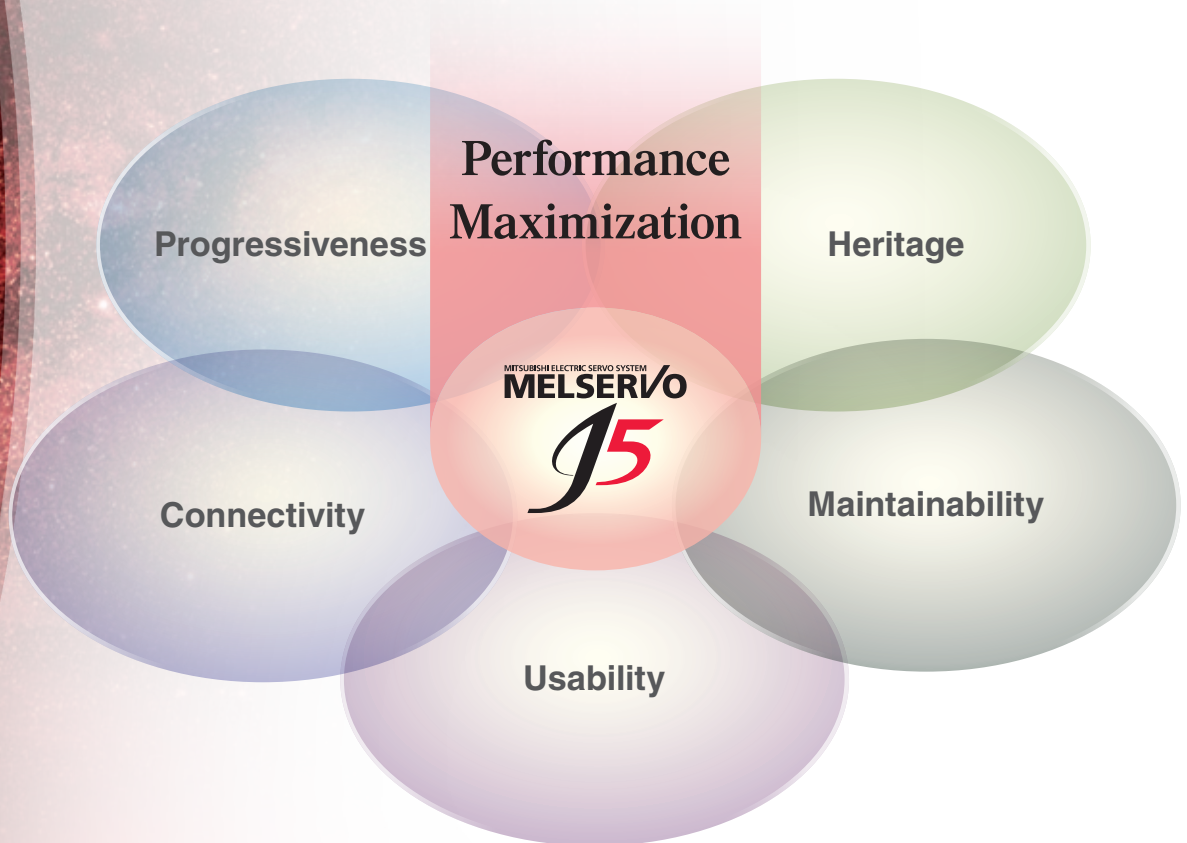 Performance
Maximization
Progressiveness
Heritage
MITSUBISHI ELECTRIC SERVO SYSTEM
MELSERVO
J5
Connectivity
Maintainability
Usability